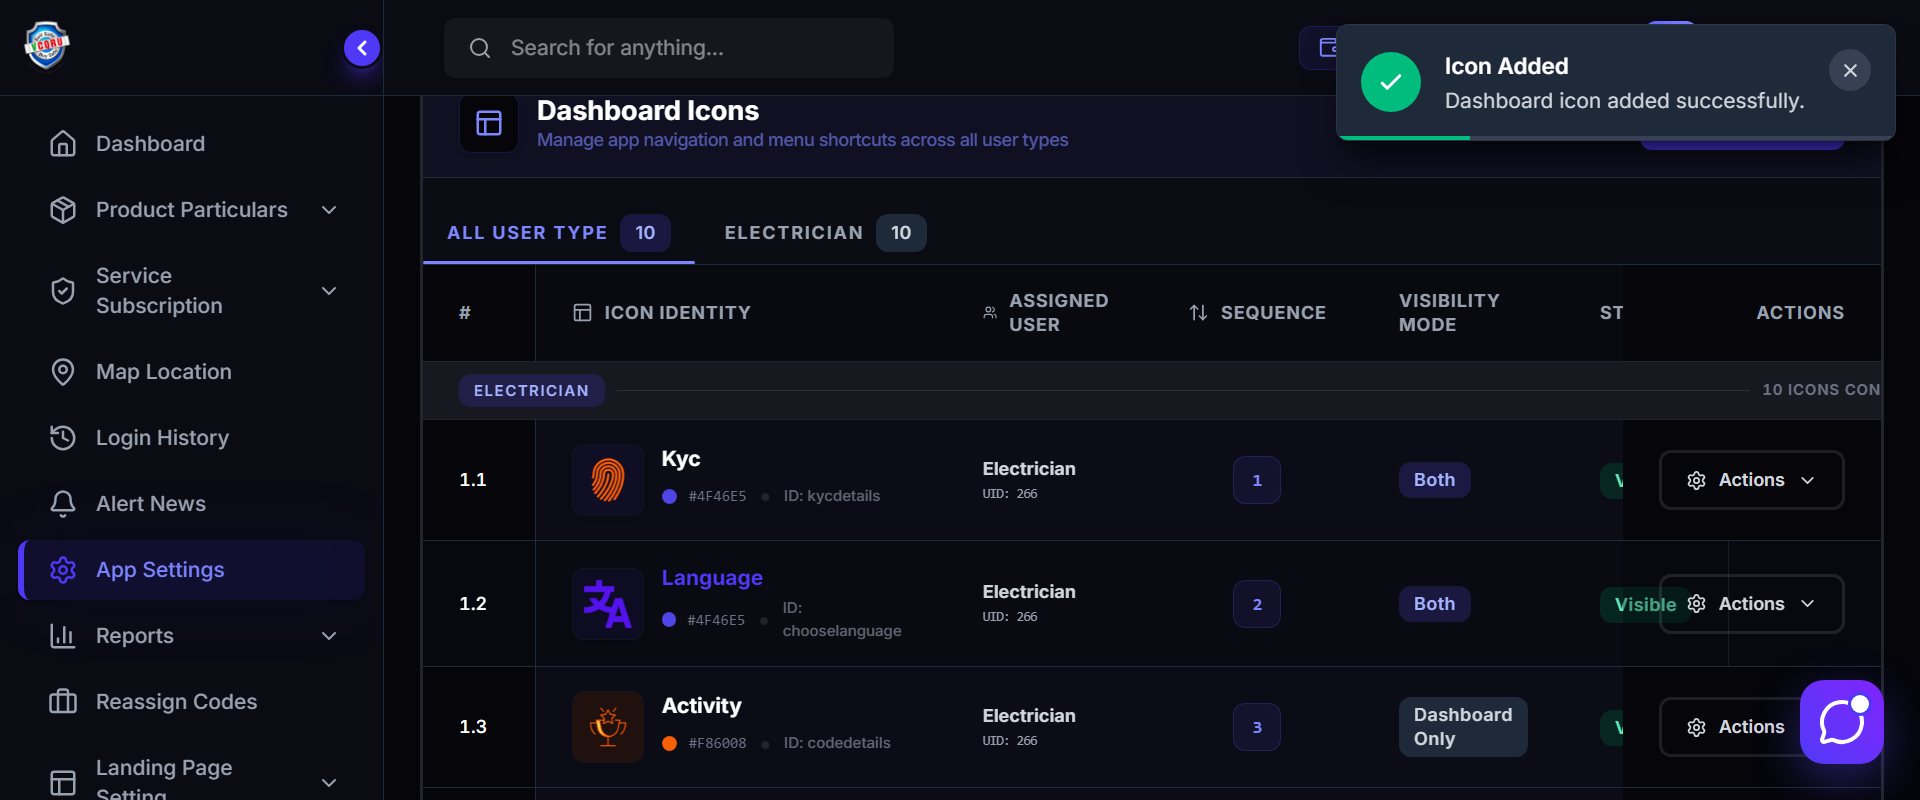 VCQRU
Search for anything...
Icon Added
Dashboard icon added successfully.
Dashboard
Product Particulars
Service
Subscription
Map Location
Login History
Alert News
App Settings
Reports
Reassign Codes
Landing Page
Setting
Dashboard Icons
Manage app navigation and menu shortcuts across all user types
ALL USER TYPE 10
ELECTRICIAN 10
# ICON IDENTITY ASSIGNED USER SEQUENCE VISIBILITY MODE ST ACTIONS
ELECTRICIAN 10 ICONS CON
1.1 Kyc #4F46E5 ID: kycdetails Electrician UID: 266 1 Both V Actions
1.2 Language #4F46E5 ID: chooselanguage Electrician UID: 266 2 Both Visible Actions
1.3 Activity #F86008 ID: codedetails Electrician UID: 266 3 Dashboard Only V Actions